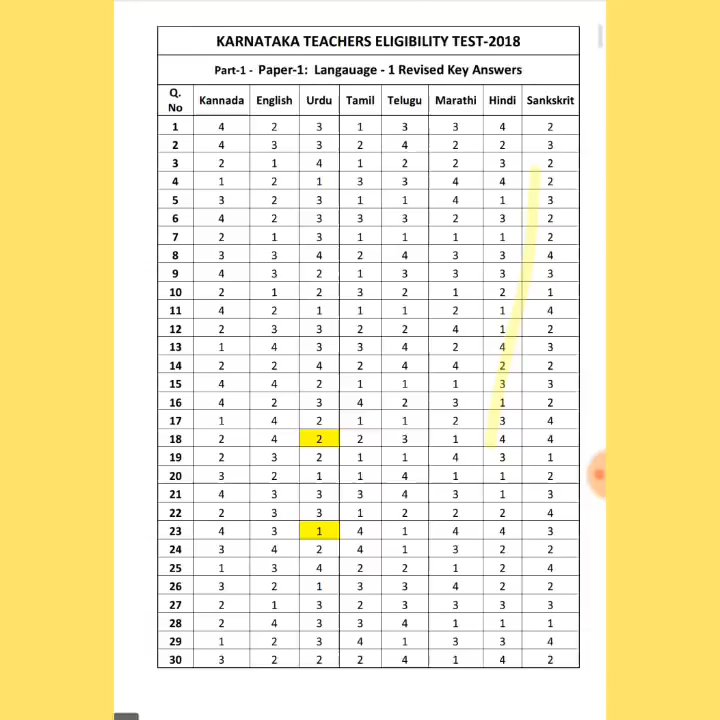 KARNATAKA TEACHERS ELIGIBILITY TEST-2018
Part-1 - Paper-1: Langauage - 1 Revised Key Answers
Q. No Kannada English Urdu Tamil Telugu Marathi Hindi Sankskrit
1 4 2 3 1 3 3 4 2
2 4 3 3 2 4 2 2 3
3 2 1 4 1 2 2 3 2
4 1 2 1 3 3 4 4 2
5 3 2 3 1 1 4 1 3
6 4 2 3 3 3 2 3 2
7 2 1 3 1 1 1 1 2
8 3 3 4 2 4 3 3 4
9 4 3 2 1 3 3 3 3
10 2 1 2 3 2 1 2 1
11 4 2 1 1 1 2 1 4
12 2 3 3 2 2 4 1 2
13 1 4 3 3 4 2 4 3
14 2 2 4 2 4 4 2 2
15 4 4 2 1 1 1 3 3
16 4 2 3 4 2 3 1 2
17 1 4 2 1 1 2 3 4
18 2 4 2 2 3 1 4 4
19 2 3 2 1 1 4 3 1
20 3 2 1 1 4 1 1 2
21 4 3 3 3 4 3 1 3
22 2 3 3 1 2 2 2 4
23 4 3 1 4 1 4 4 3
24 3 4 2 4 1 3 2 2
25 1 3 4 2 2 1 2 4
26 3 2 1 3 3 4 2 2
27 2 1 3 2 3 3 3 3
28 2 4 3 3 4 1 1 1
29 1 2 3 4 1 3 3 4
30 3 2 2 2 4 1 4 2